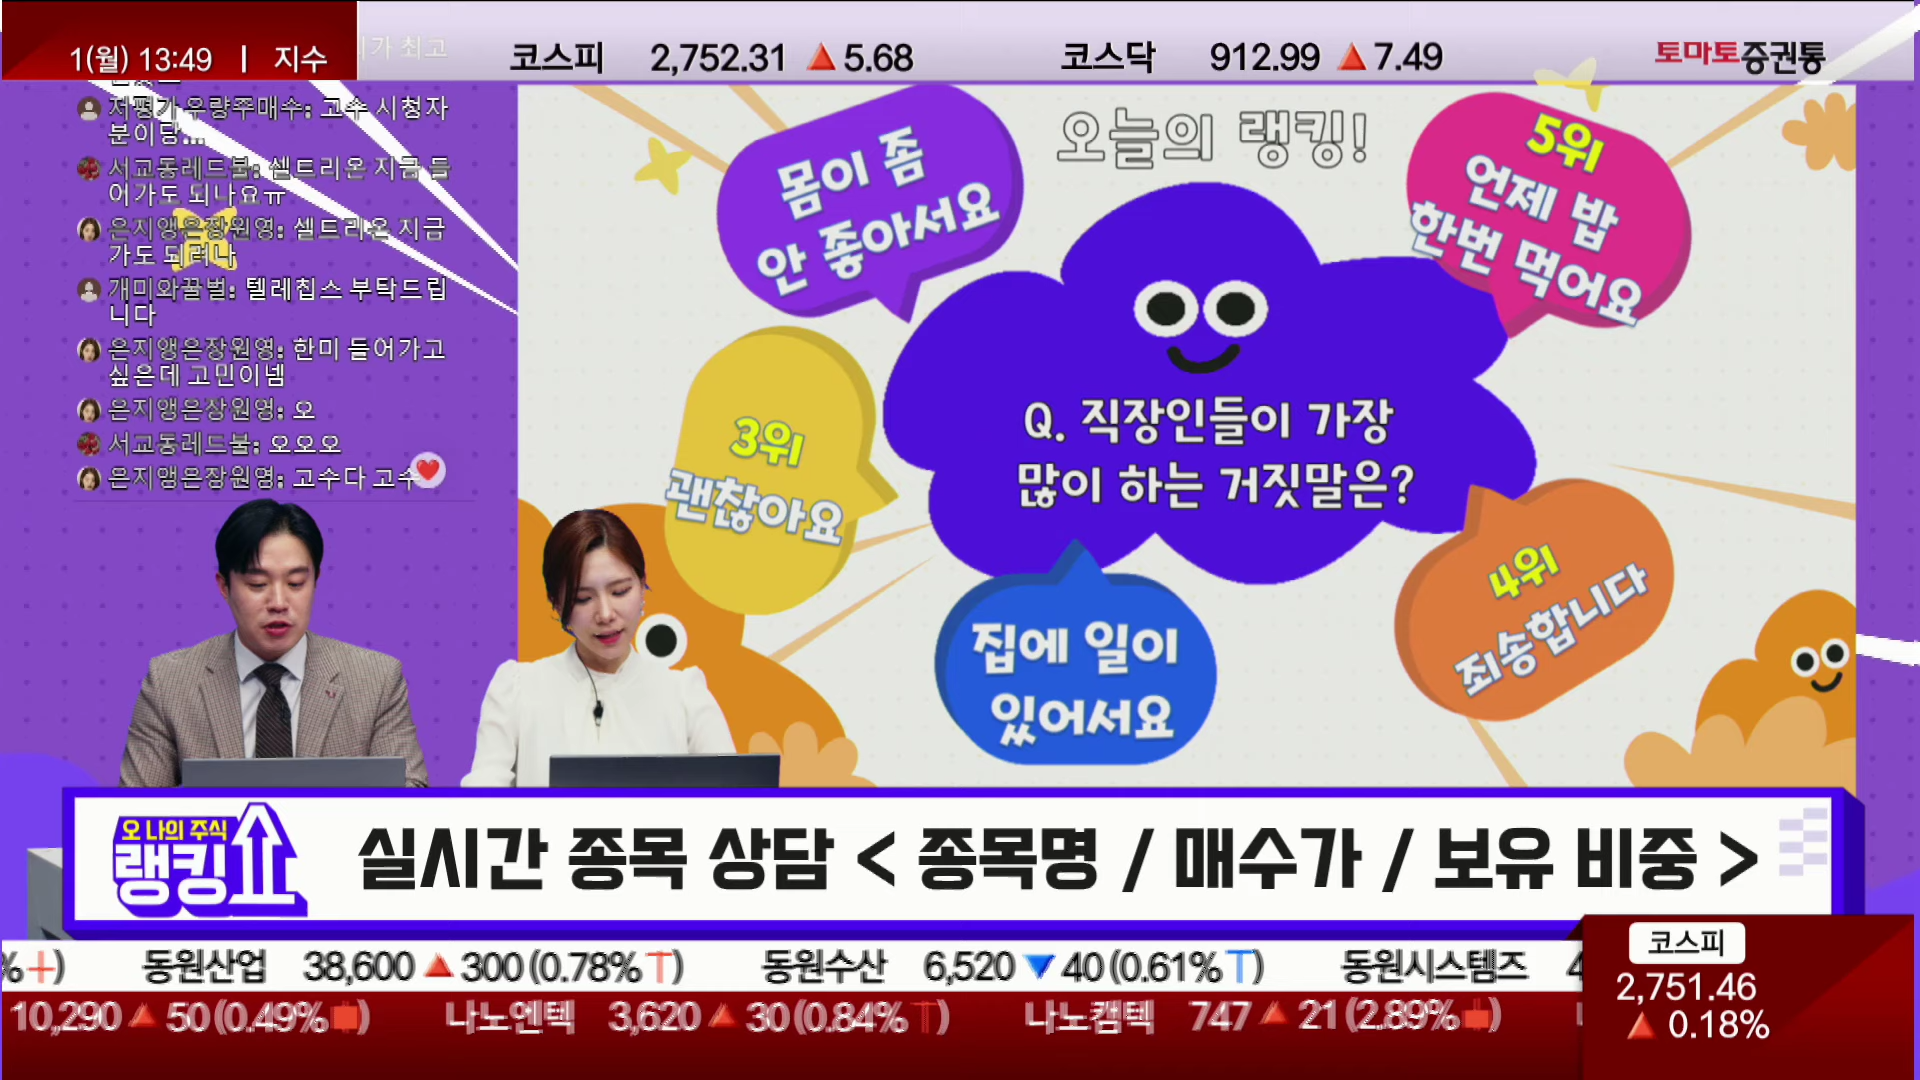 1(월) 13:49 | 지수
가 최고
코스피 2,752.31 ▲5.68
코스닥 912.99 ▲7.49
토마토증권통
저평가 우량주매수: 고수 시청자
분이당...
서교동레드불: 셀트리온 지금 들
어가도 되나요ㅠ
은지앵은장원영: 셀트리온 지금
가도 되려나
개미와꿀벌: 텔레칩스 부탁드립
니다
은지앵은장원영: 한미 들어가고
싶은데 고민이넴
은지앵은장원영: 오
서교동레드불: 오오오
은지앵은장원영: 고수다 고수
오늘의 랭킹!
몸이 좀
안 좋아서요
5위
언제 밥
한번 먹어요
3위
괜찮아요
Q. 직장인들이 가장
많이 하는 거짓말은?
4위
죄송합니다
집에 일이
있어서요
오 나의 주식
랭킹쇼
실시간 종목 상담 < 종목명 / 매수가 / 보유 비중 >
%+) 동원산업 38,600 ▲300 (0.78%↑) 동원수산 6,520 ▼40 (0.61%↑) 동원시스템즈
10,290 ▲50 (0.49%) 나노엔텍 3,620 ▲30 (0.84%↑) 나노캠텍 747 ▲21 (2.89%)
코스피
2,751.46
▲ 0.18%